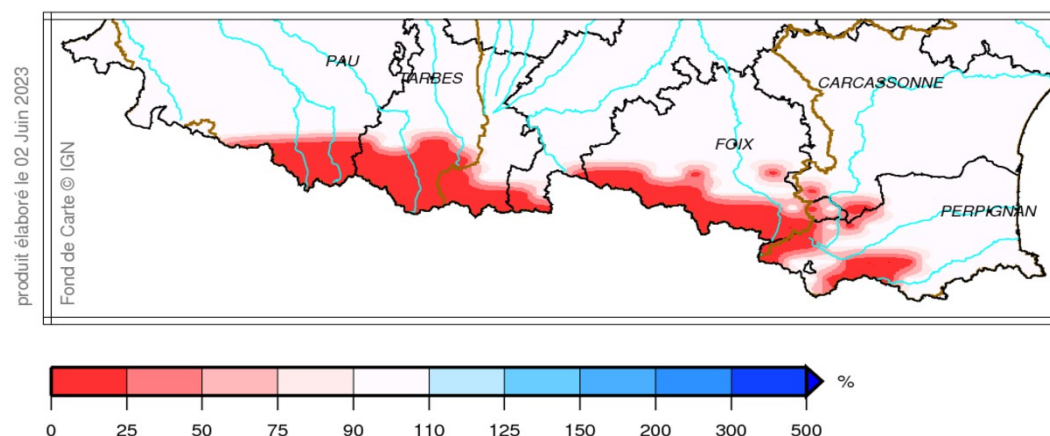 produit élaboré le 02 Juin 2023
Fond de Carte © IGN
PAU
TARBES
CARCASSONNE
FOIX
PERPIGNAN
%
0 25 50 75 90 110 125 150 200 300 500